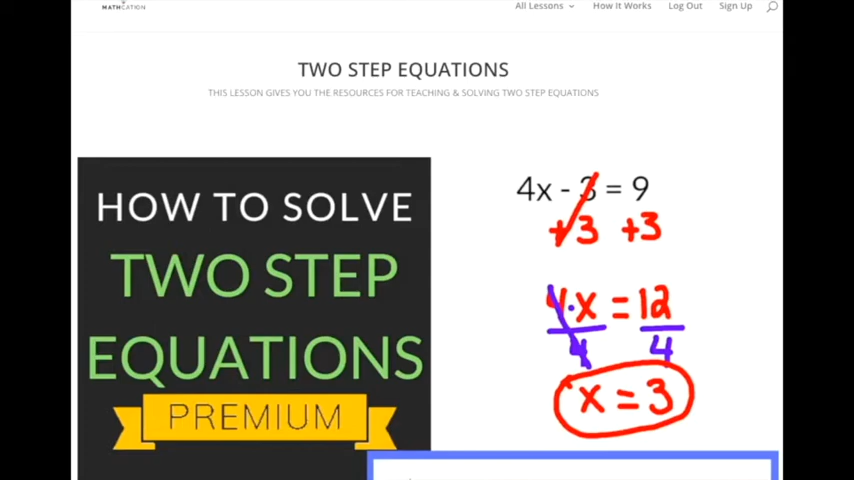 MATHCATION
All Lessons How It Works Log Out Sign Up
TWO STEP EQUATIONS
THIS LESSON GIVES YOU THE RESOURCES FOR TEACHING & SOLVING TWO STEP EQUATIONS
HOW TO SOLVE
TWO STEP
EQUATIONS
PREMIUM
4x - 3 = 9
+3 +3
4·x = 12
4 4
x = 3